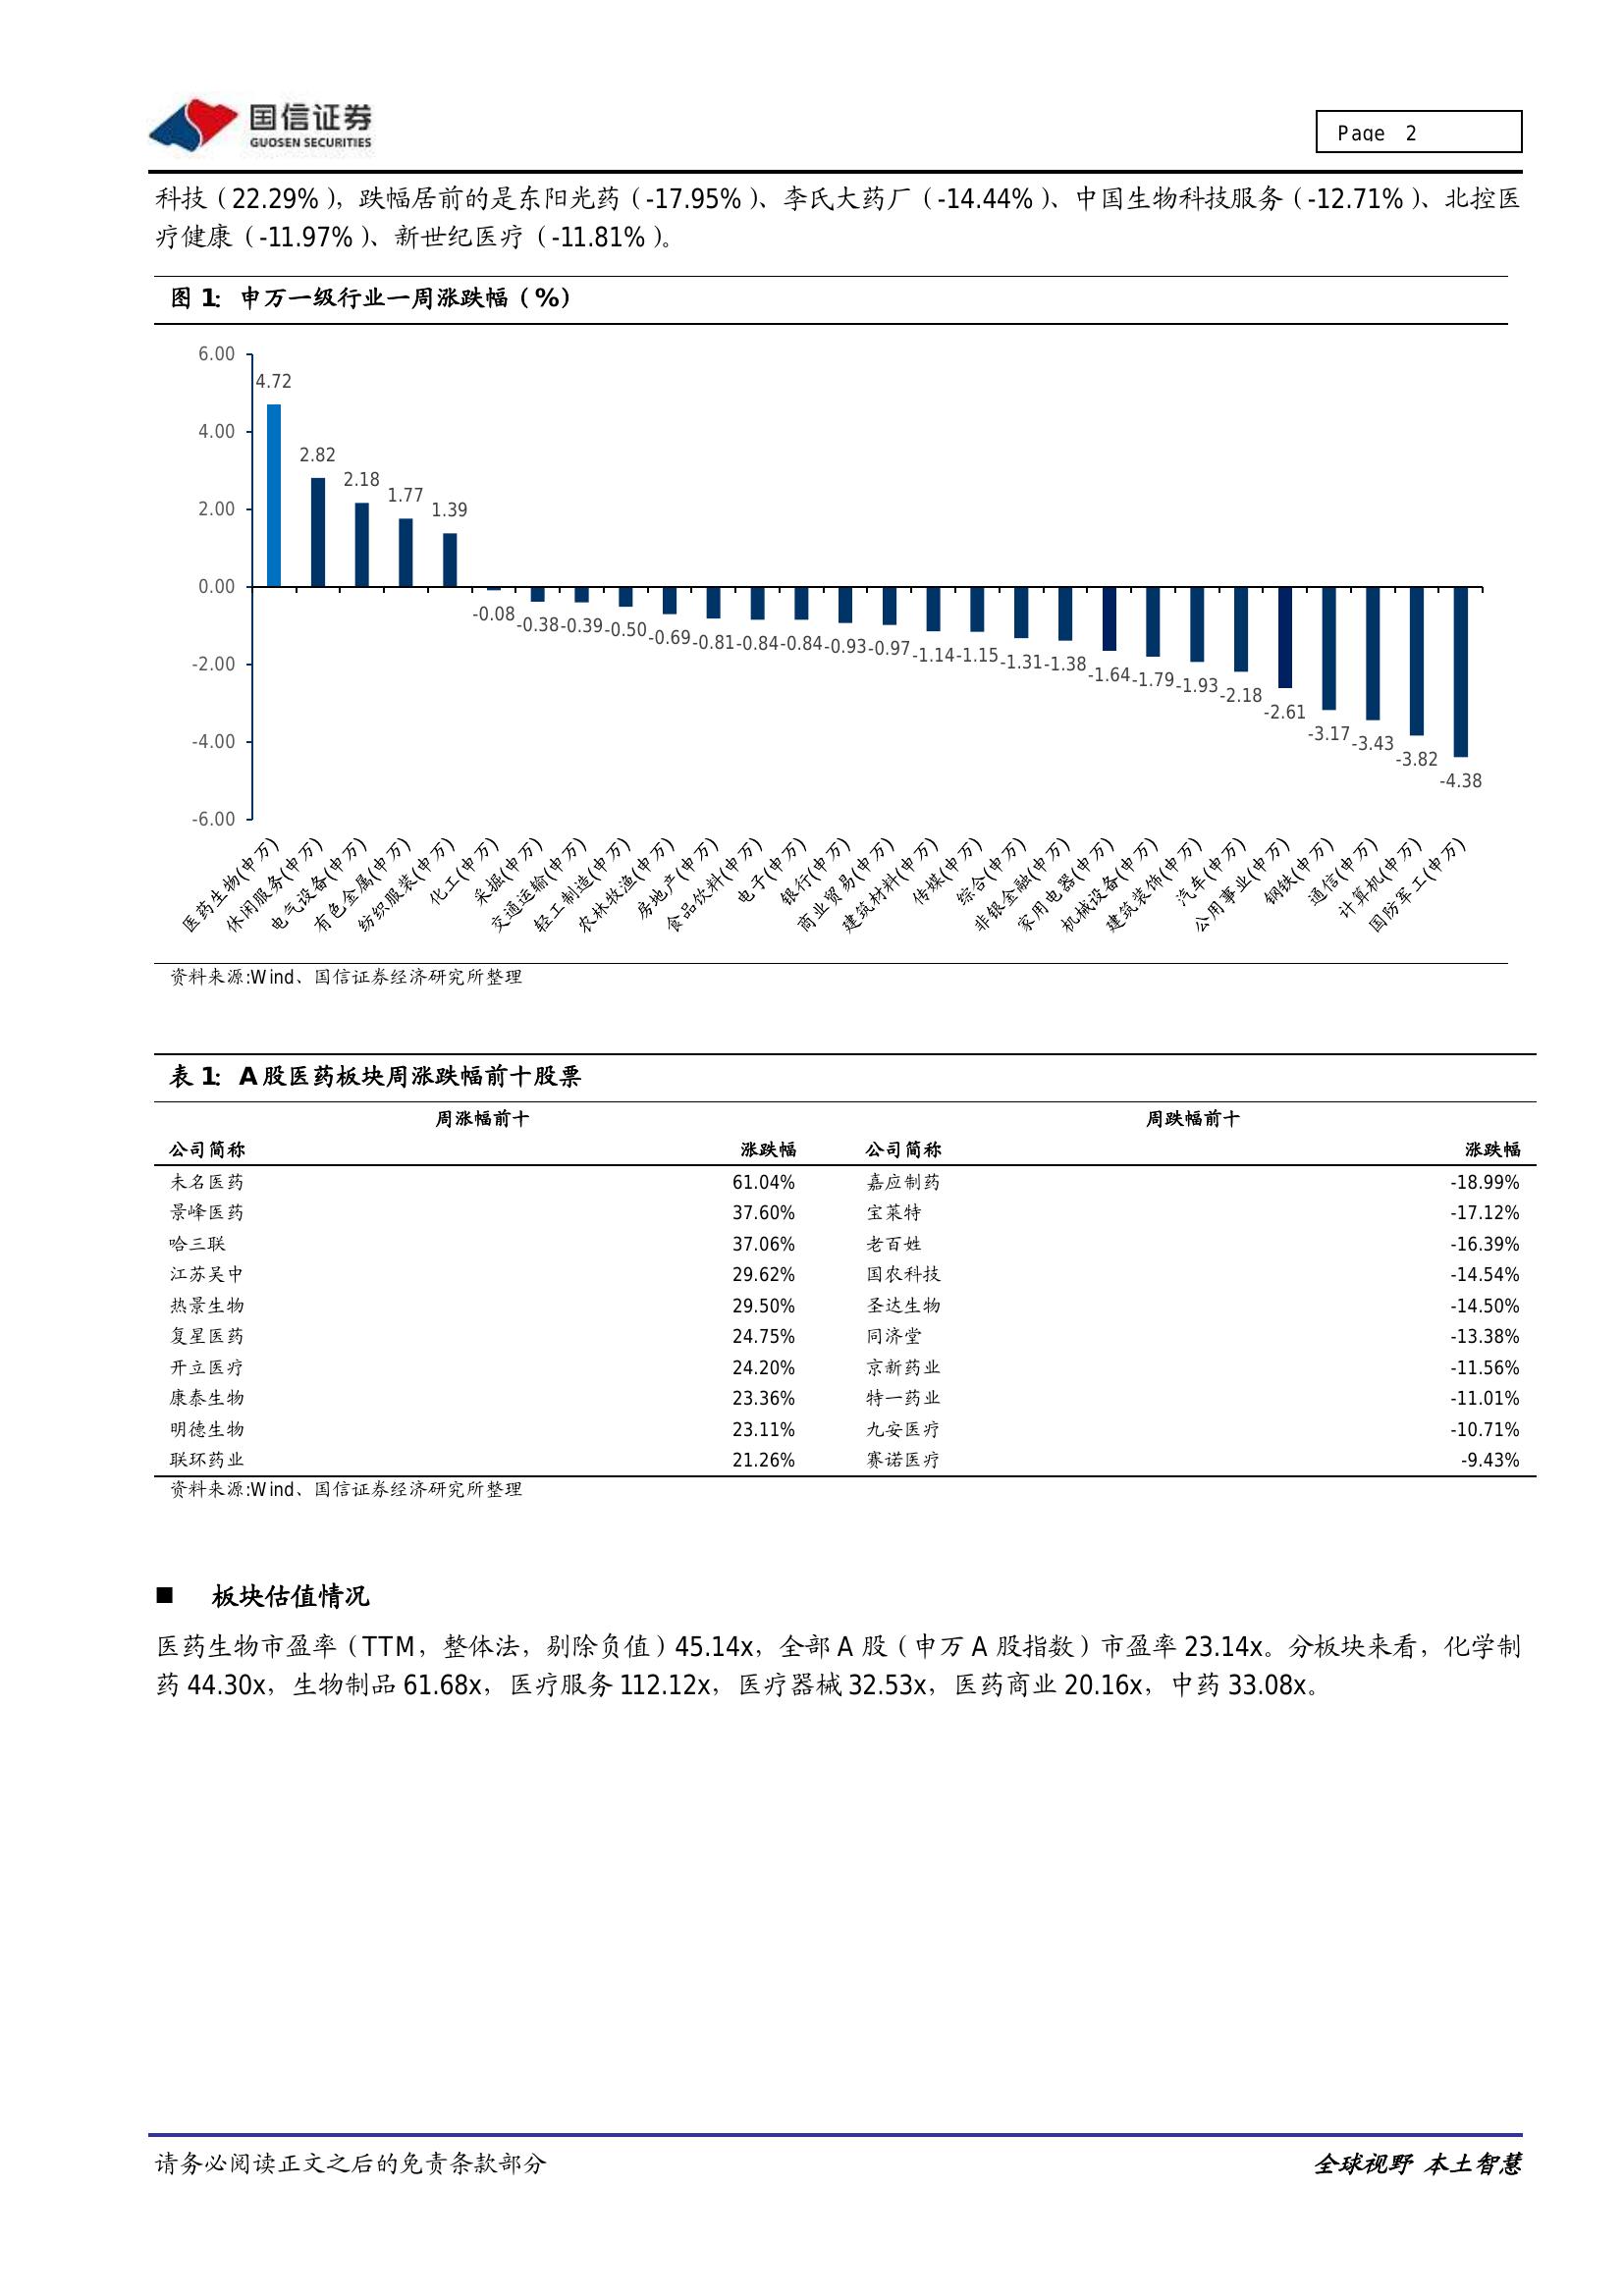 国信证券
GUOSEN SECURITIES
Page 2
科技（22.29%），跌幅居前的是东阳光药（-17.95%）、李氏大药厂（-14.44%）、中国生物科技服务（-12.71%）、北控医
疗健康（-11.97%）、新世纪医疗（-11.81%）。
图 1：申万一级行业一周涨跌幅（%）
6.00
4.00
2.00
0.00
-2.00
-4.00
-6.00
4.72
2.82
2.18
1.77
1.39
-0.08
-0.38
-0.39
-0.50
-0.69
-0.81
-0.84
-0.84
-0.93
-0.97
-1.14
-1.15
-1.31
-1.38
-1.64
-1.79
-1.93
-2.18
-2.61
-3.17
-3.43
-3.82
-4.38
医药生物(申万)
休闲服务(申万)
电气设备(申万)
有色金属(申万)
纺织服装(申万)
化工(申万)
采掘(申万)
交通运输(申万)
轻工制造(申万)
农林牧渔(申万)
房地产(申万)
食品饮料(申万)
电子(申万)
银行(申万)
商业贸易(申万)
建筑材料(申万)
传媒(申万)
综合(申万)
非银金融(申万)
家用电器(申万)
机械设备(申万)
建筑装饰(申万)
汽车(申万)
公用事业(申万)
钢铁(申万)
通信(申万)
计算机(申万)
国防军工(申万)
资料来源:Wind、国信证券经济研究所整理
表 1：A 股医药板块周涨跌幅前十股票
周涨幅前十 周跌幅前十
公司简称 涨跌幅 公司简称 涨跌幅
未名医药 61.04% 嘉应制药 -18.99%
景峰医药 37.60% 宝莱特 -17.12%
哈三联 37.06% 老百姓 -16.39%
江苏吴中 29.62% 国农科技 -14.54%
热景生物 29.50% 圣达生物 -14.50%
复星医药 24.75% 同济堂 -13.38%
开立医疗 24.20% 京新药业 -11.56%
康泰生物 23.36% 特一药业 -11.01%
明德生物 23.11% 九安医疗 -10.71%
联环药业 21.26% 赛诺医疗 -9.43%
资料来源:Wind、国信证券经济研究所整理
■ 板块估值情况
医药生物市盈率（TTM，整体法，剔除负值）45.14x，全部 A 股（申万 A 股指数）市盈率 23.14x。分板块来看，化学制
药 44.30x，生物制品 61.68x，医疗服务 112.12x，医疗器械 32.53x，医药商业 20.16x，中药 33.08x。
请务必阅读正文之后的免责条款部分
全球视野 本土智慧